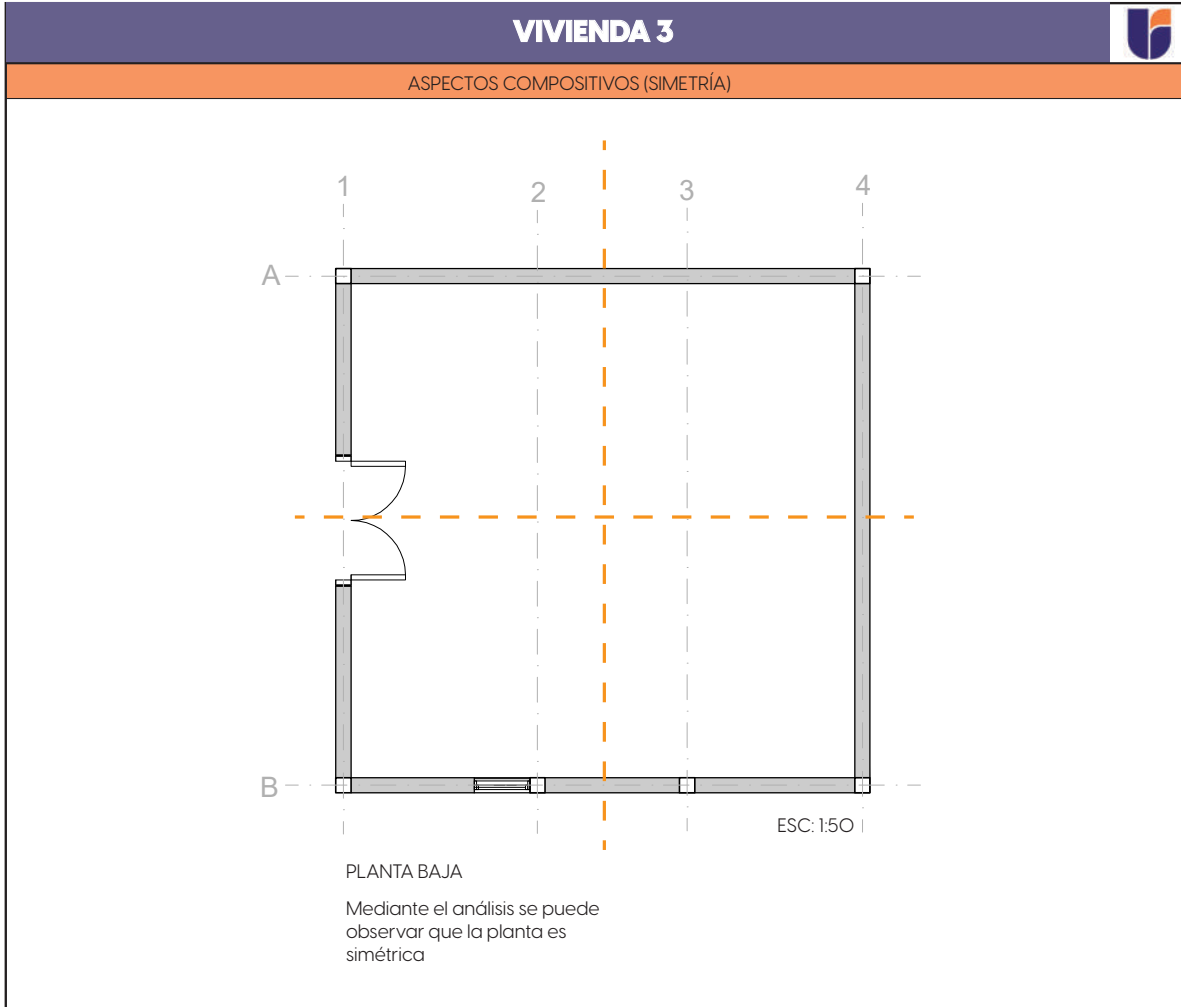 VIVIENDA 3
ASPECTOS COMPOSITIVOS (SIMETRÍA)
1
2
3
4
A
B
ESC: 1:50
PLANTA BAJA
Mediante el análisis se puede
observar que la planta es
simétrica